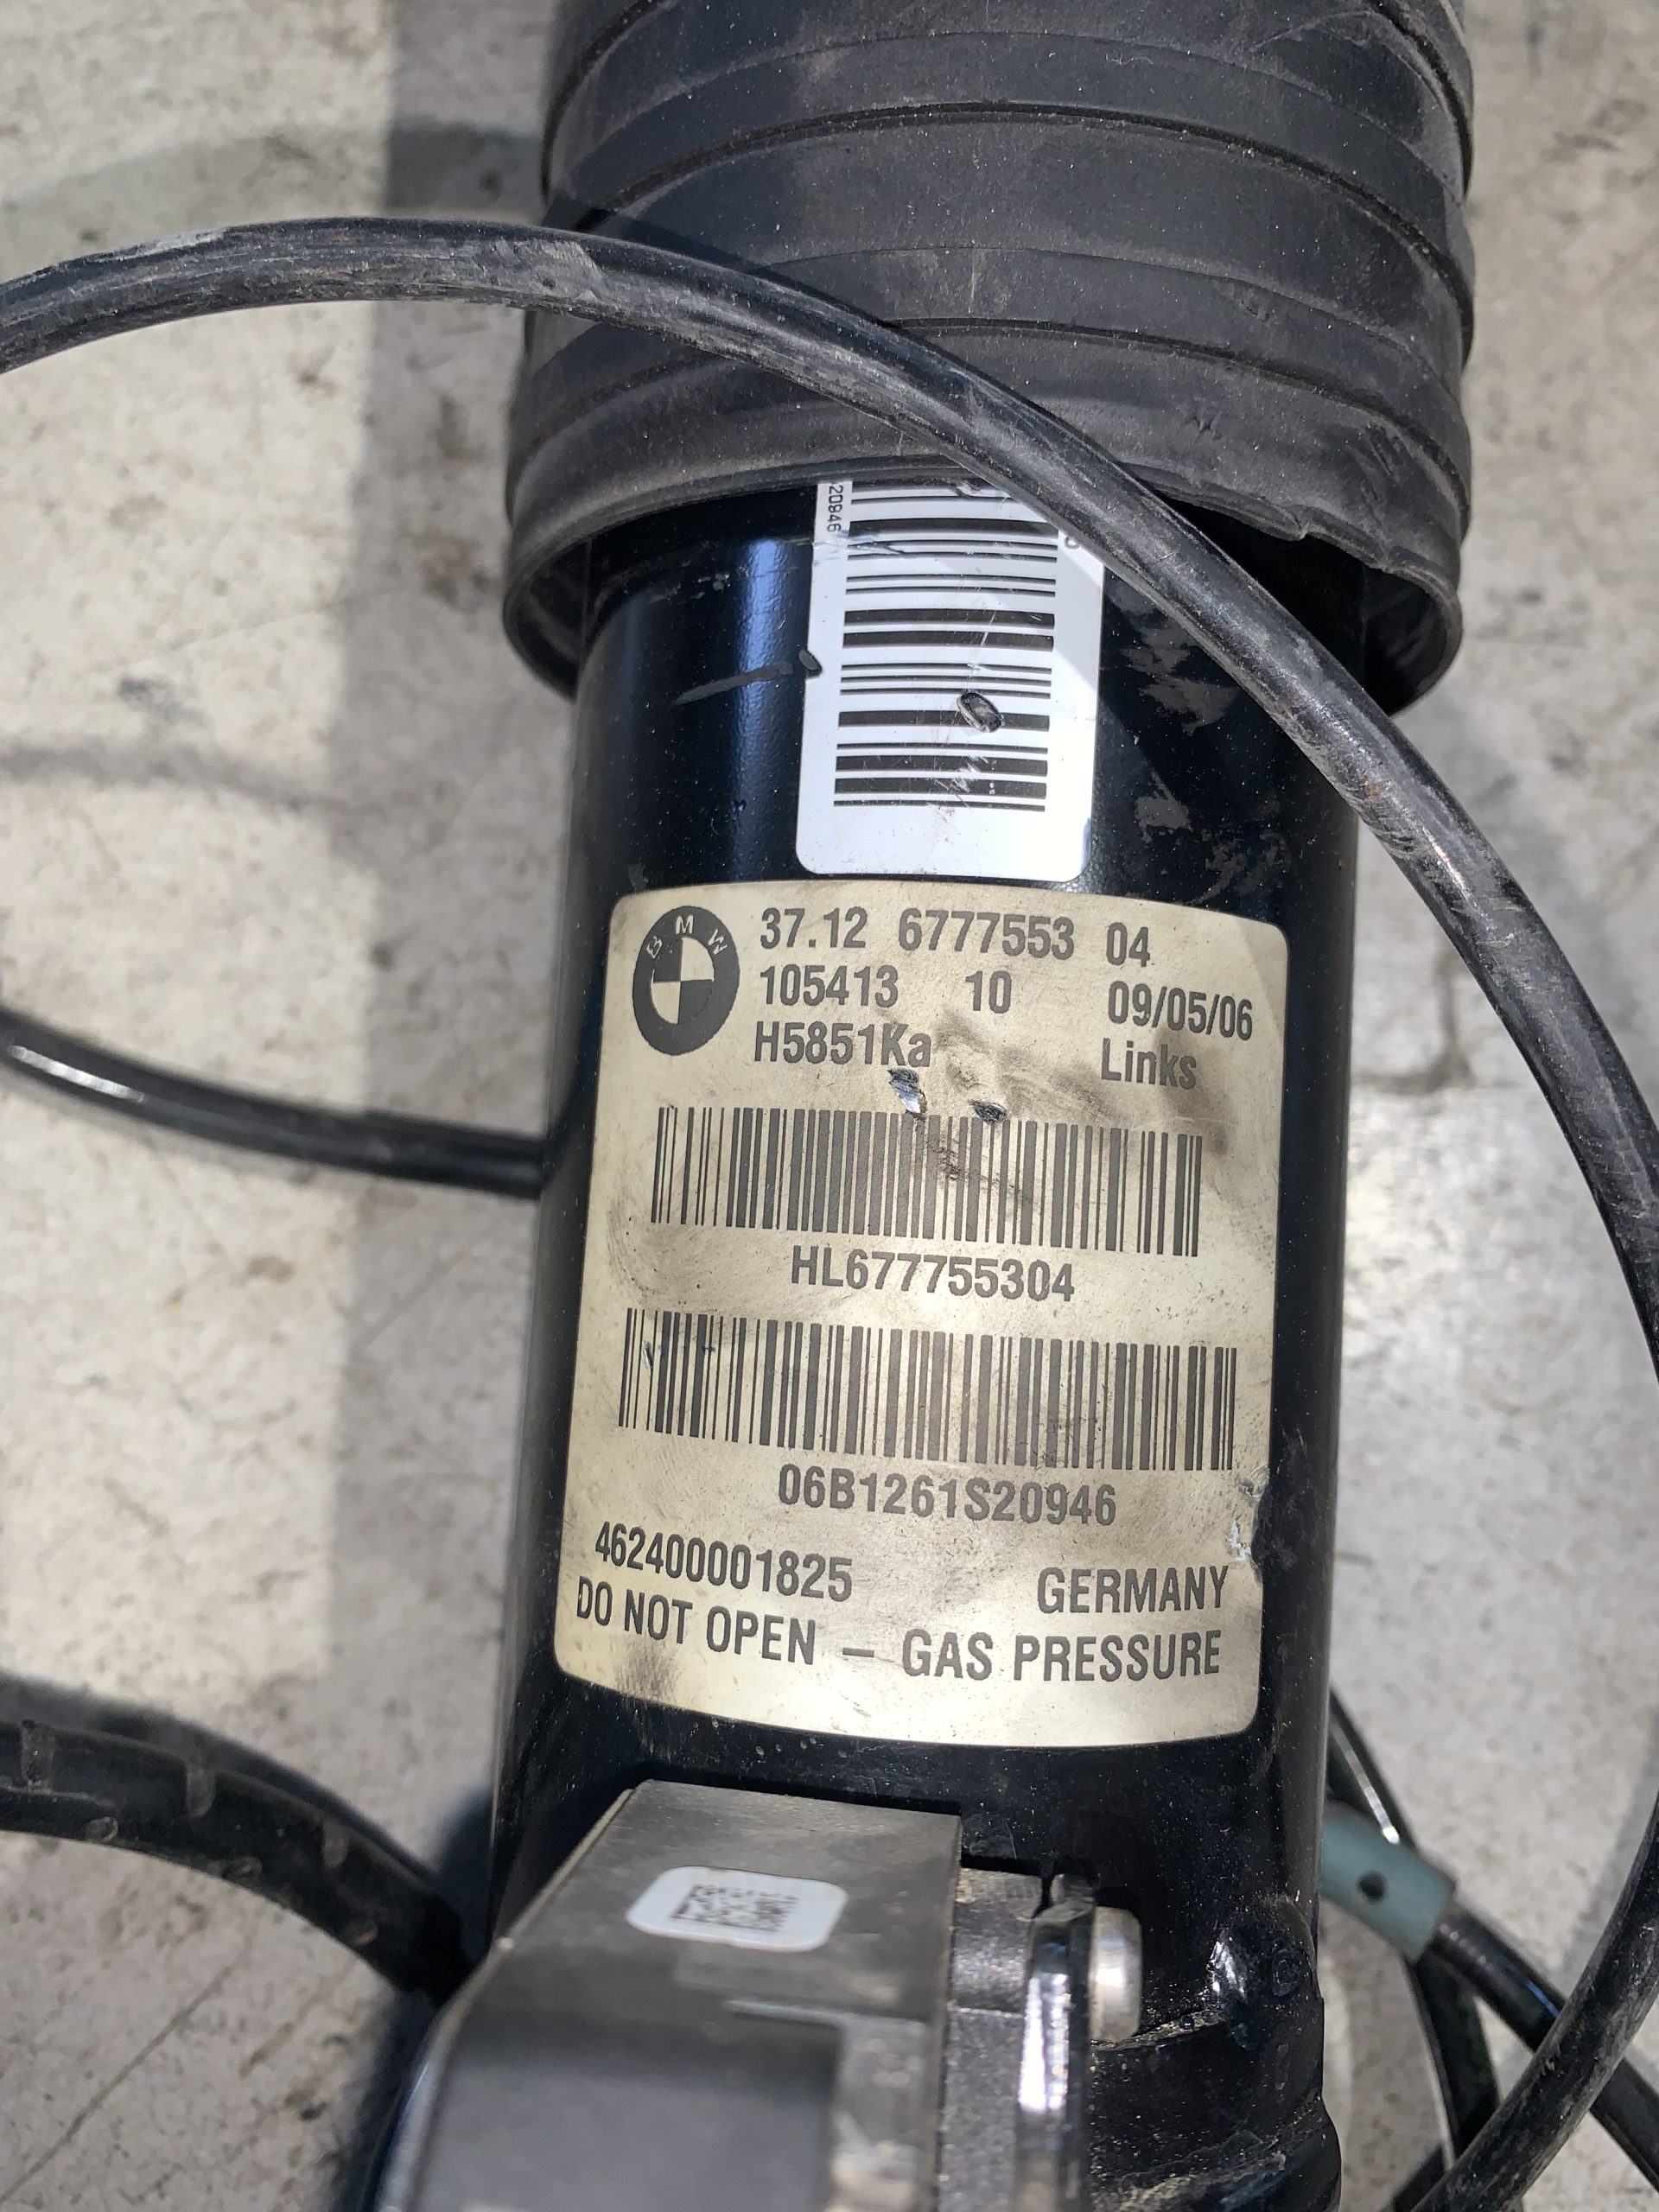 20946
BMW
37.12 6777553 04
105413 10 09/05/06
H5851Ka Links
HL677755304
06B1261S20946
462400001825 GERMANY
DO NOT OPEN – GAS PRESSURE